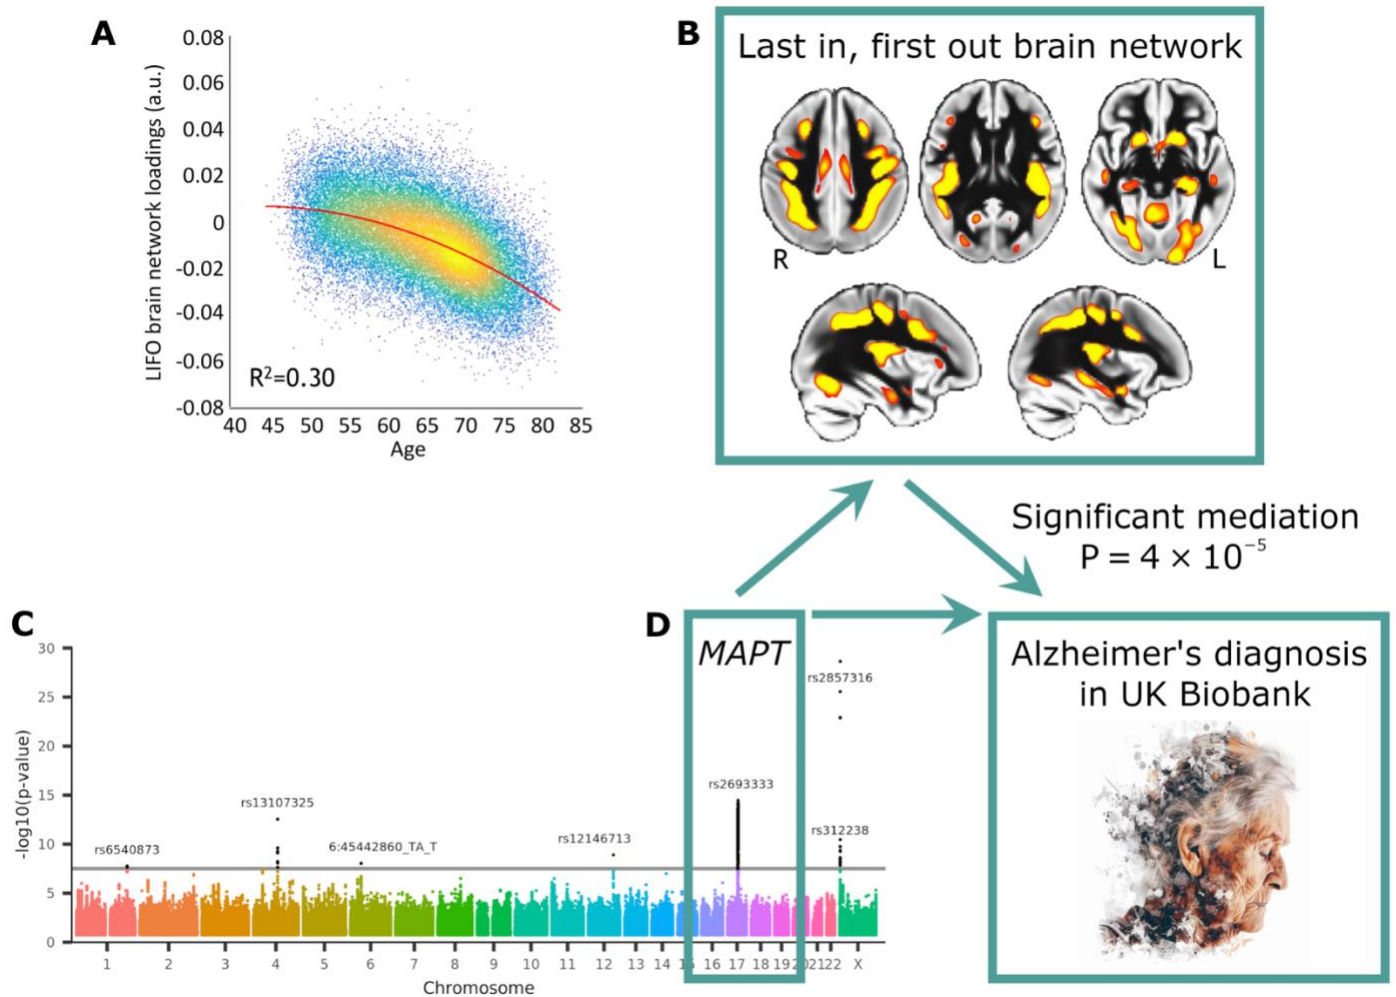 A
LIFO brain network loadings (a.u.)
0.08
0.06
0.04
0.02
0
-0.02
-0.04
-0.06
-0.08
R²=0.30
40 45 50 55 60 65 70 75 80 85
Age
B
Last in, first out brain network
R
L
Significant mediation
P = 4 × 10⁻⁵
C
-log10(p-value)
30
25
20
15
10
5
0
rs6540873
rs13107325
6:45442860_TA_T
rs12146713
rs2693333
rs2857316
rs312238
1 2 3 4 5 6 7 8 9 10 11 12 13 14 15 16 17 18 19 20 21 22 X
Chromosome
D
MAPT
Alzheimer's diagnosis
in UK Biobank